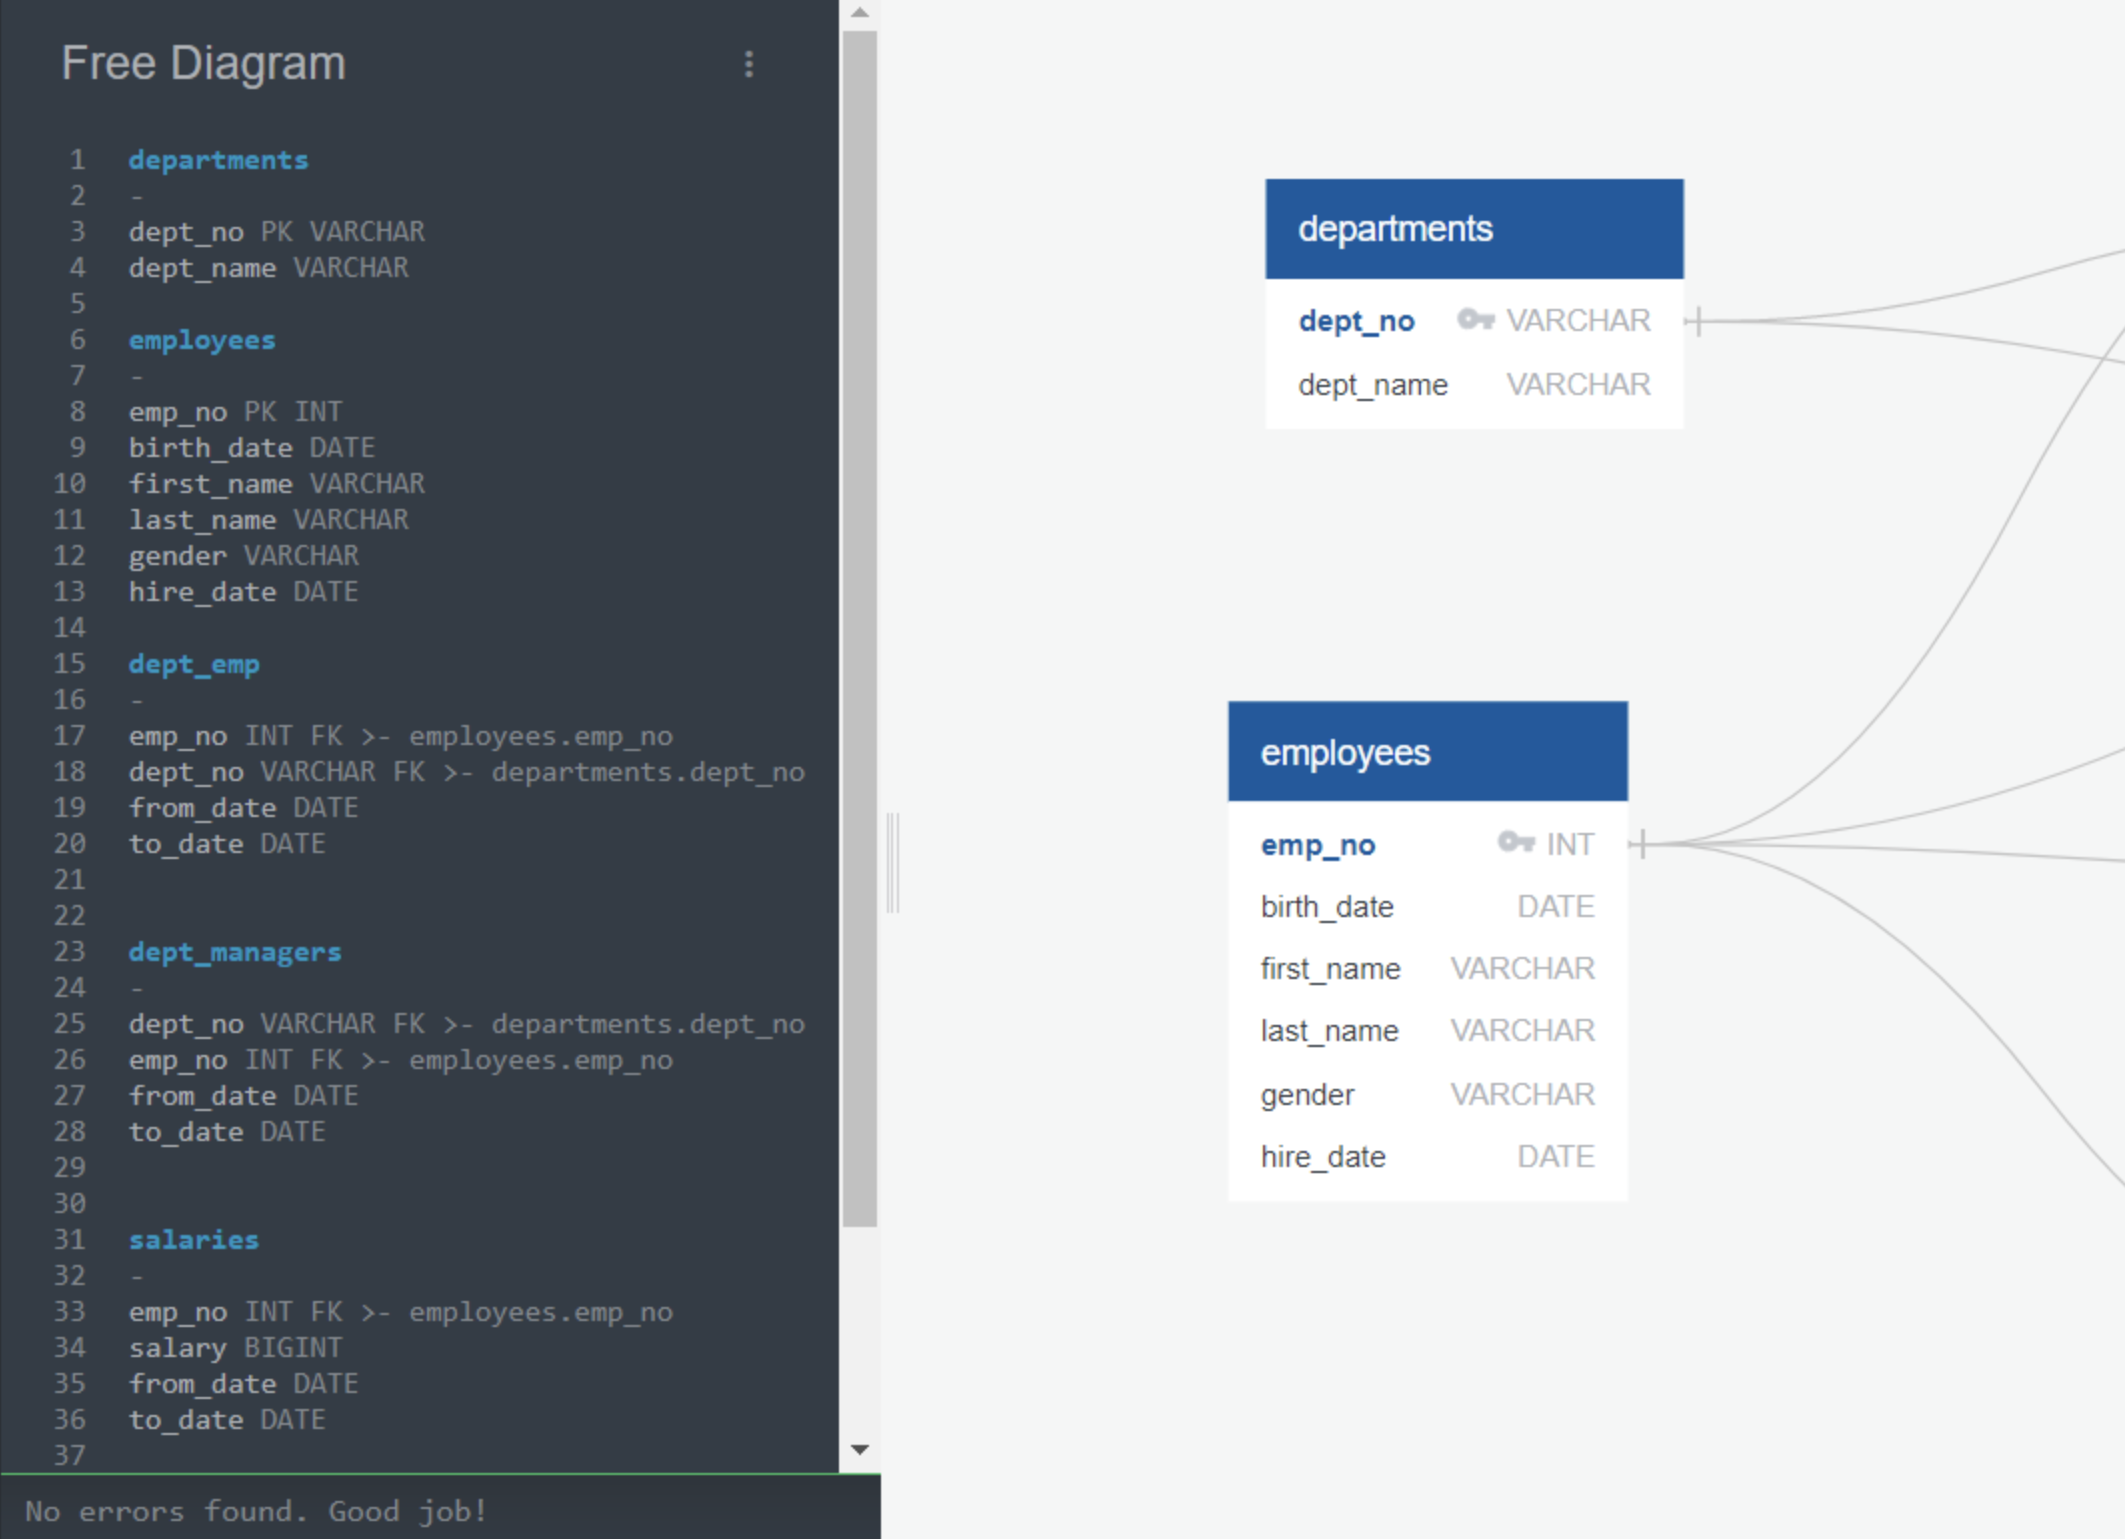 Free Diagram
1 departments
2 -
3 dept_no PK VARCHAR
4 dept_name VARCHAR
5
6 employees
7 -
8 emp_no PK INT
9 birth_date DATE
10 first_name VARCHAR
11 last_name VARCHAR
12 gender VARCHAR
13 hire_date DATE
14
15 dept_emp
16 -
17 emp_no INT FK >- employees.emp_no
18 dept_no VARCHAR FK >- departments.dept_no
19 from_date DATE
20 to_date DATE
21
22
23 dept_managers
24 -
25 dept_no VARCHAR FK >- departments.dept_no
26 emp_no INT FK >- employees.emp_no
27 from_date DATE
28 to_date DATE
29
30
31 salaries
32 -
33 emp_no INT FK >- employees.emp_no
34 salary BIGINT
35 from_date DATE
36 to_date DATE
37
No errors found. Good job!
departments
dept_no VARCHAR
dept_name VARCHAR
employees
emp_no INT
birth_date DATE
first_name VARCHAR
last_name VARCHAR
gender VARCHAR
hire_date DATE